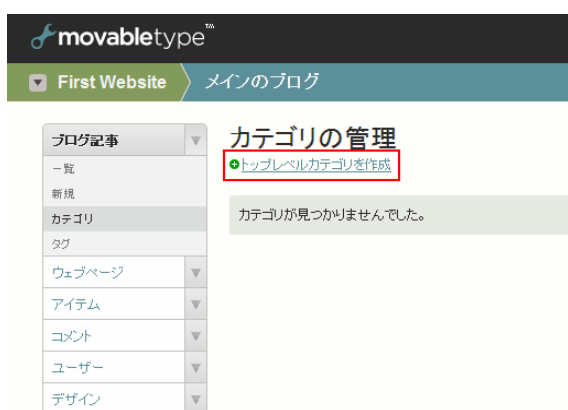 movabletype™
First Website
メインのブログ
ブログ記事
一覧
新規
カテゴリ
タグ
ウェブページ
アイテム
コメント
ユーザー
デザイン
カテゴリの管理
トップレベルカテゴリを作成
カテゴリが見つかりませんでした。